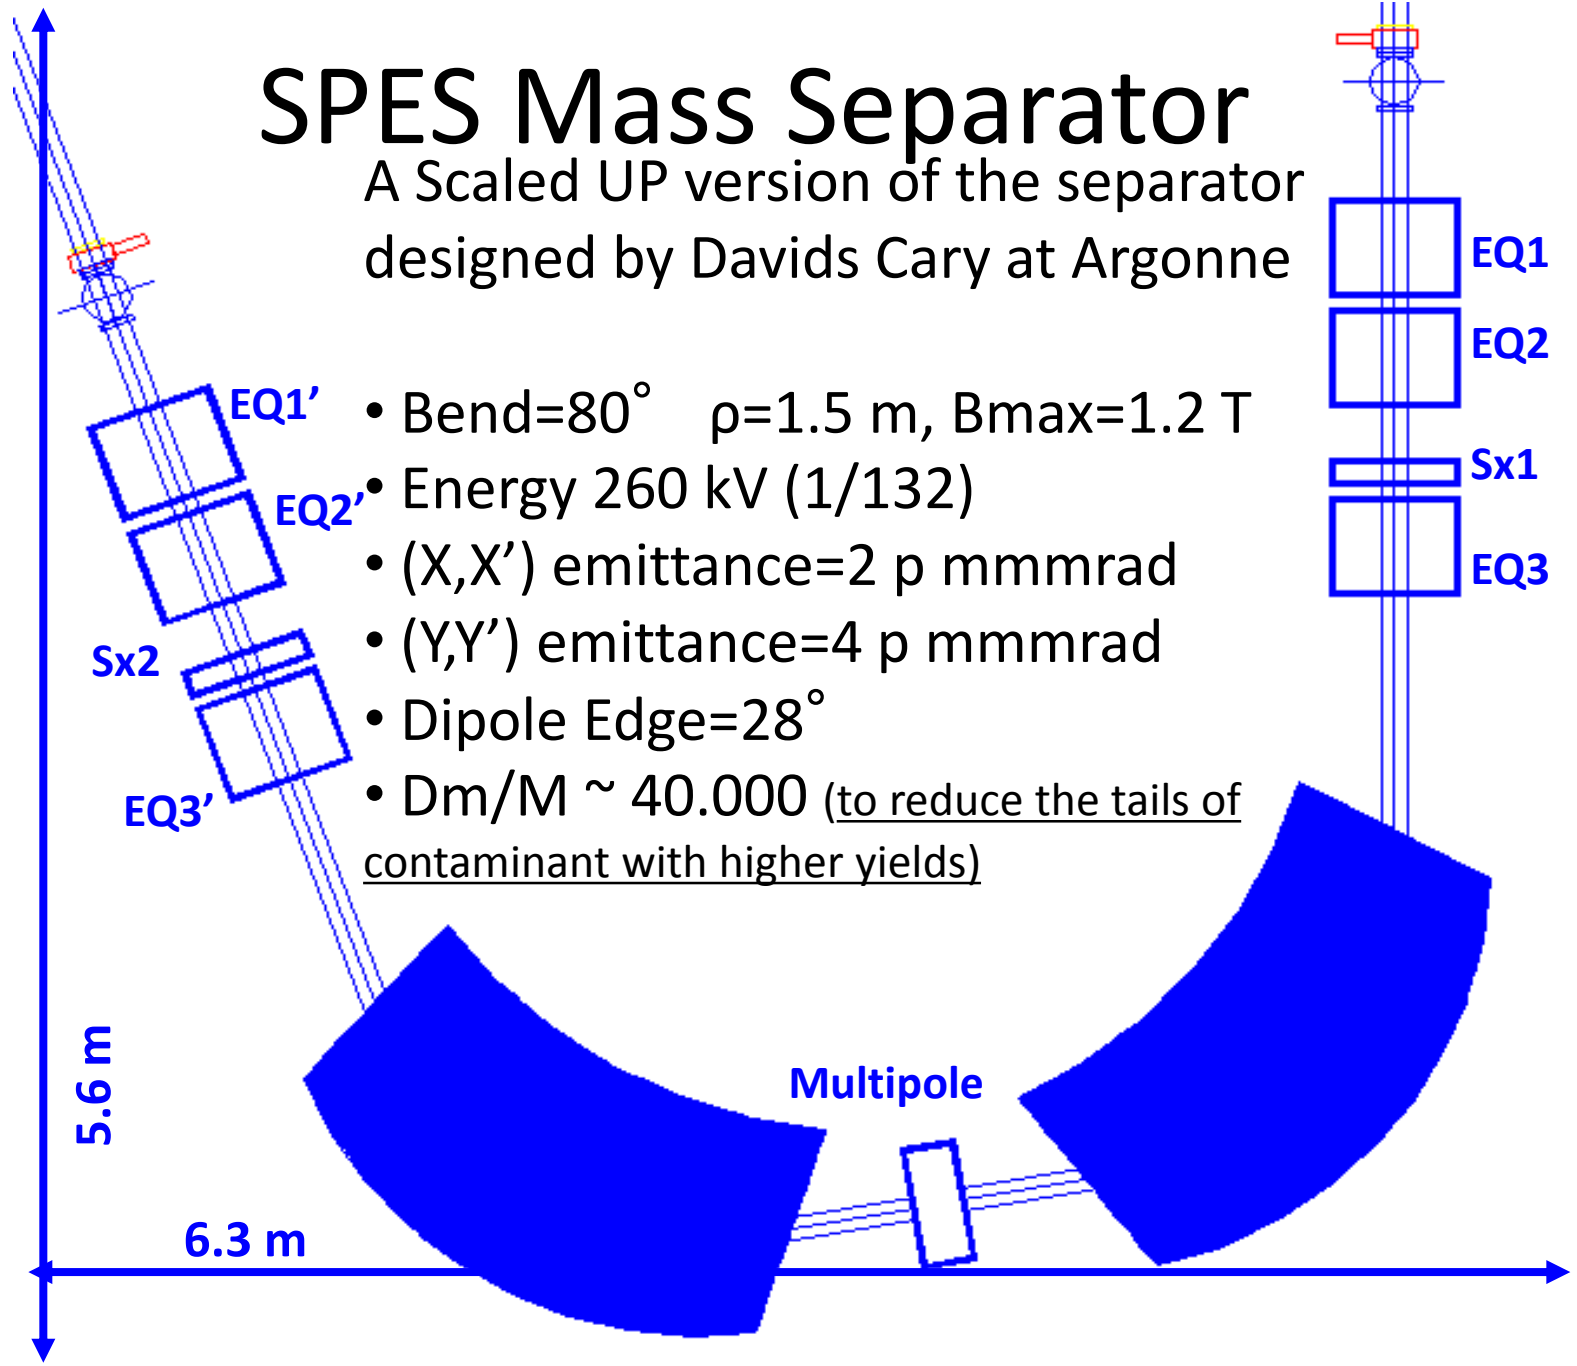 SPES Mass Separator
A Scaled UP version of the separator
designed by Davids Cary at Argonne
• Bend=80° ρ=1.5 m, Bmax=1.2 T
• Energy 260 kV (1/132)
• (X,X’) emittance=2 p mmmrad
• (Y,Y’) emittance=4 p mmmrad
• Dipole Edge=28°
• Dm/M ~ 40.000 (to reduce the tails of
contaminant with higher yields)
EQ1
EQ2
Sx1
EQ3
EQ1’
EQ2’
Sx2
EQ3’
Multipole
5.6 m
6.3 m